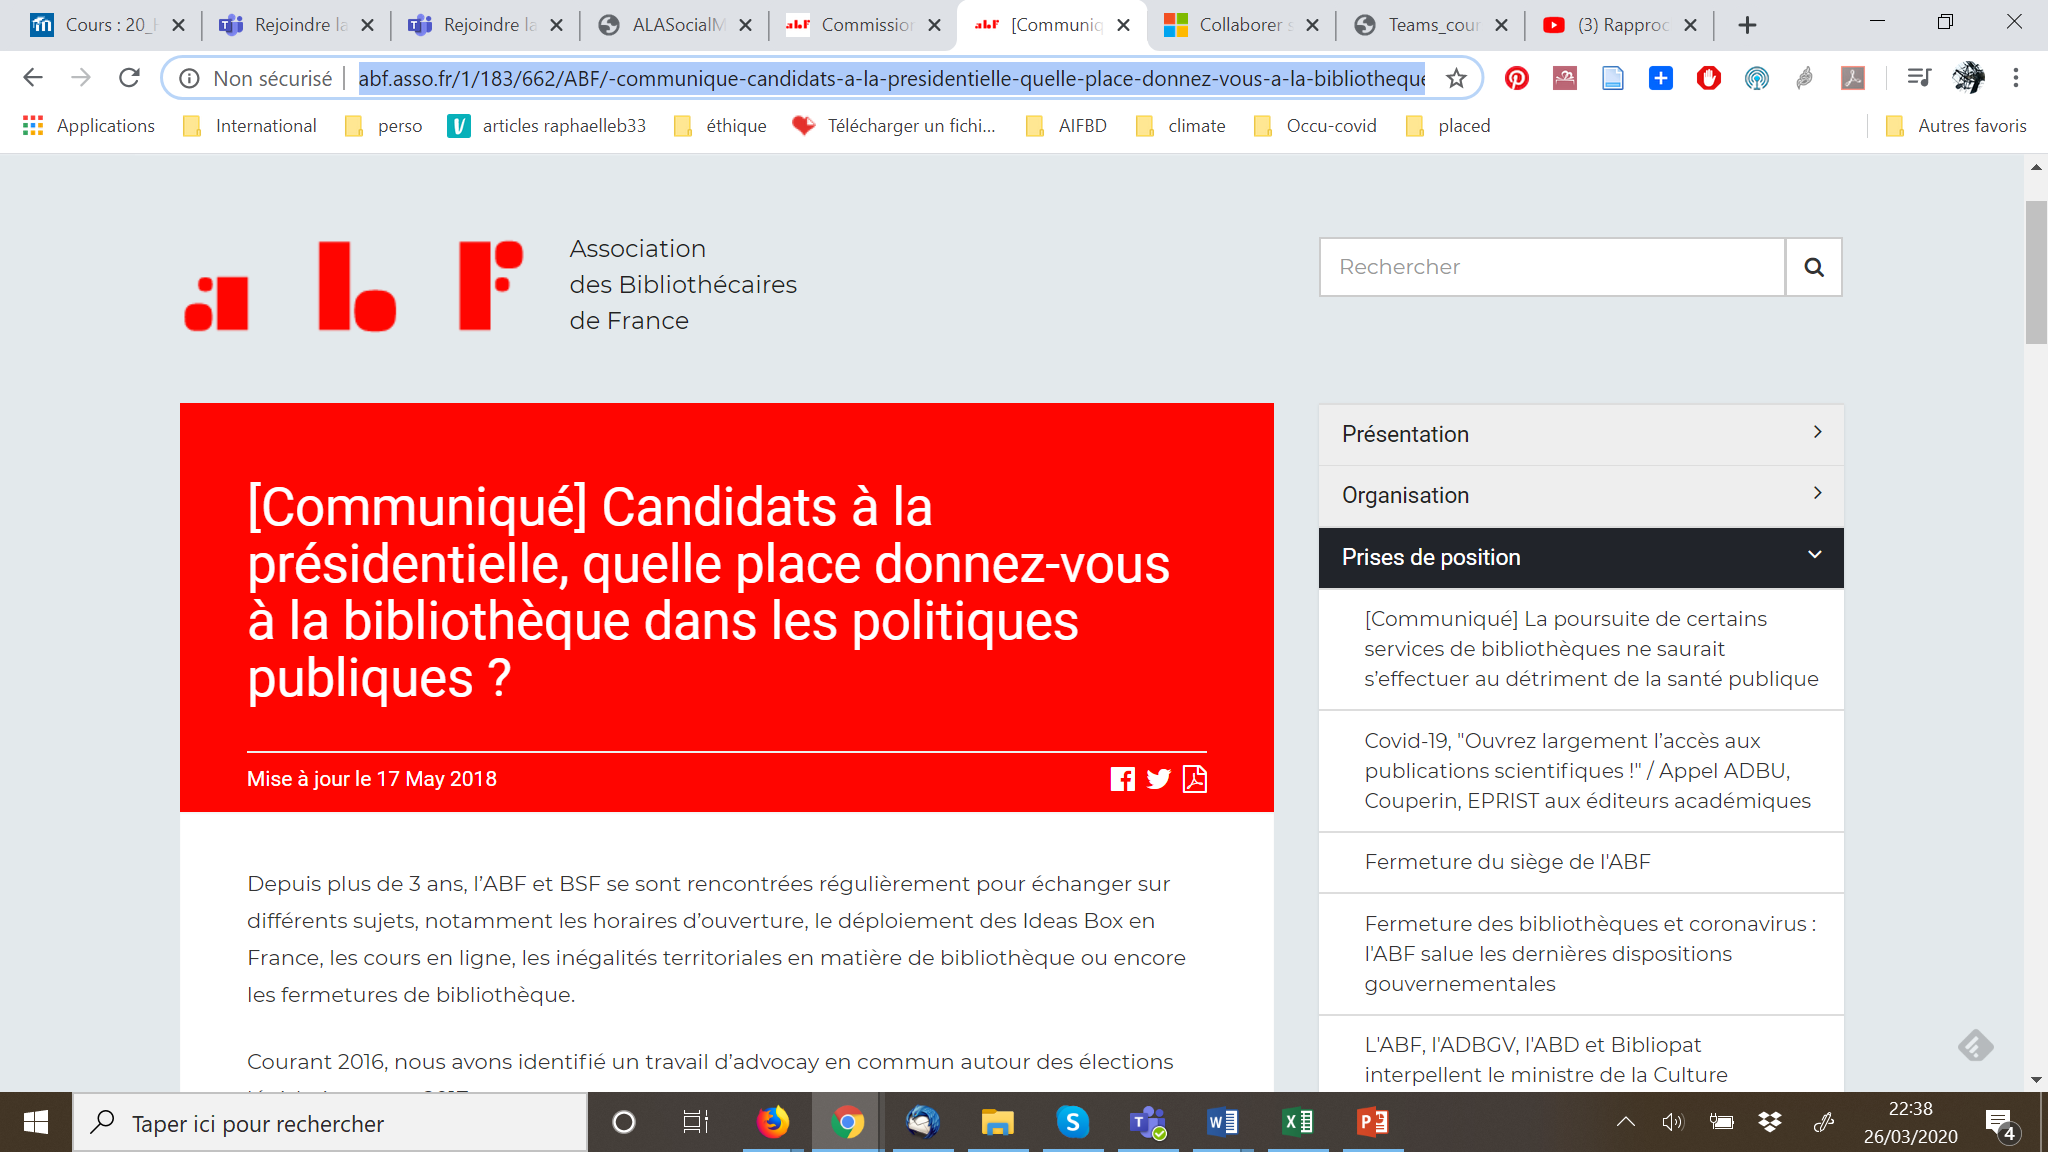 Cours : 20_
Rejoindre la
Rejoindre la
ALASocialM
Commission
[Communiq
Collaborer s
Teams_cour
(3) Rapproc
Non sécurisé
abf.asso.fr/1/183/662/ABF/-communique-candidats-a-la-presidentielle-quelle-place-donnez-vous-a-la-bibliotheque
Applications
International
perso
articles raphaelleb33
éthique
Télécharger un fichi...
AIFBD
climate
Occu-covid
placed
Autres favoris
abf
Association
des Bibliothécaires
de France
Rechercher
[Communiqué] Candidats à la
présidentielle, quelle place donnez-vous
à la bibliothèque dans les politiques
publiques ?
Mise à jour le 17 May 2018
Depuis plus de 3 ans, l’ABF et BSF se sont rencontrées régulièrement pour échanger sur
différents sujets, notamment les horaires d’ouverture, le déploiement des Ideas Box en
France, les cours en ligne, les inégalités territoriales en matière de bibliothèque ou encore
les fermetures de bibliothèque.
Courant 2016, nous avons identifié un travail d’advocay en commun autour des élections
Présentation
Organisation
Prises de position
[Communiqué] La poursuite de certains
services de bibliothèques ne saurait
s’effectuer au détriment de la santé publique
Covid-19, "Ouvrez largement l’accès aux
publications scientifiques !" / Appel ADBU,
Couperin, EPRIST aux éditeurs académiques
Fermeture du siège de l'ABF
Fermeture des bibliothèques et coronavirus :
l'ABF salue les dernières dispositions
gouvernementales
L'ABF, l'ADBGV, l'ABD et Bibliopat
interpellent le ministre de la Culture
Taper ici pour rechercher
22:38
26/03/2020
4